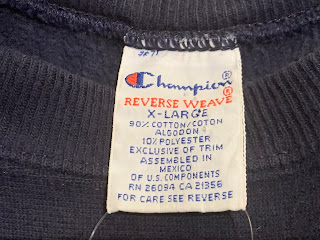 Champion®
REVERSE WEAVE®
X-LARGE
90% COTTON/COTON
ALGODON
10% POLYESTER
EXCLUSIVE OF TRIM
ASSEMBLED IN
MEXICO
OF U.S. COMPONENTS
RN 26094 CA 21356
FOR CARE SEE REVERSE